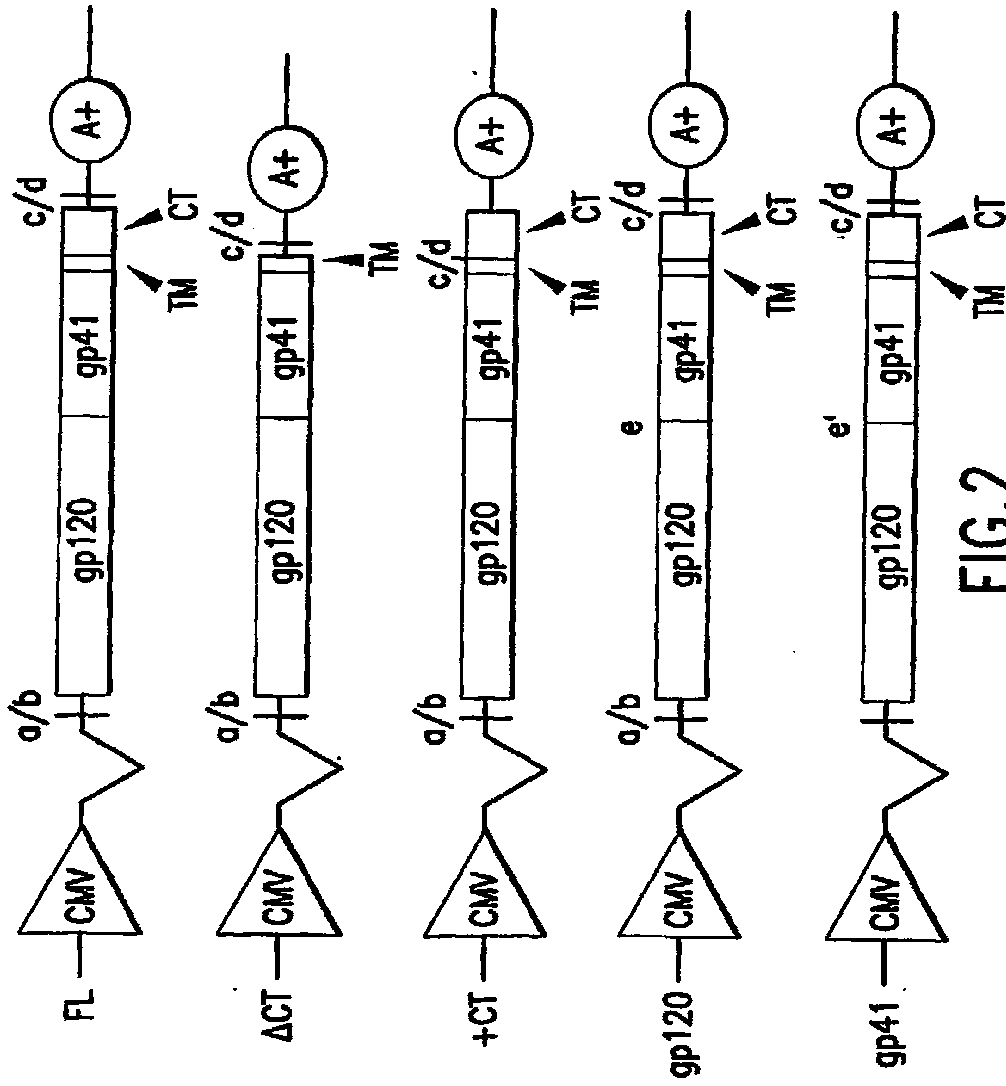 FL
CMV
a/b
gp120
gp41
c/d
TM
CT
A+
ΔCT
CMV
a/b
gp120
gp41
c/d
TM
A+
+CT
CMV
a/b
gp120
gp41
c/d
TM
CT
A+
gp120
CMV
a/b
gp120
e
gp41
c/d
TM
CT
A+
gp41
CMV
gp120
e'
gp41
c/d
TM
CT
A+
FIG.2